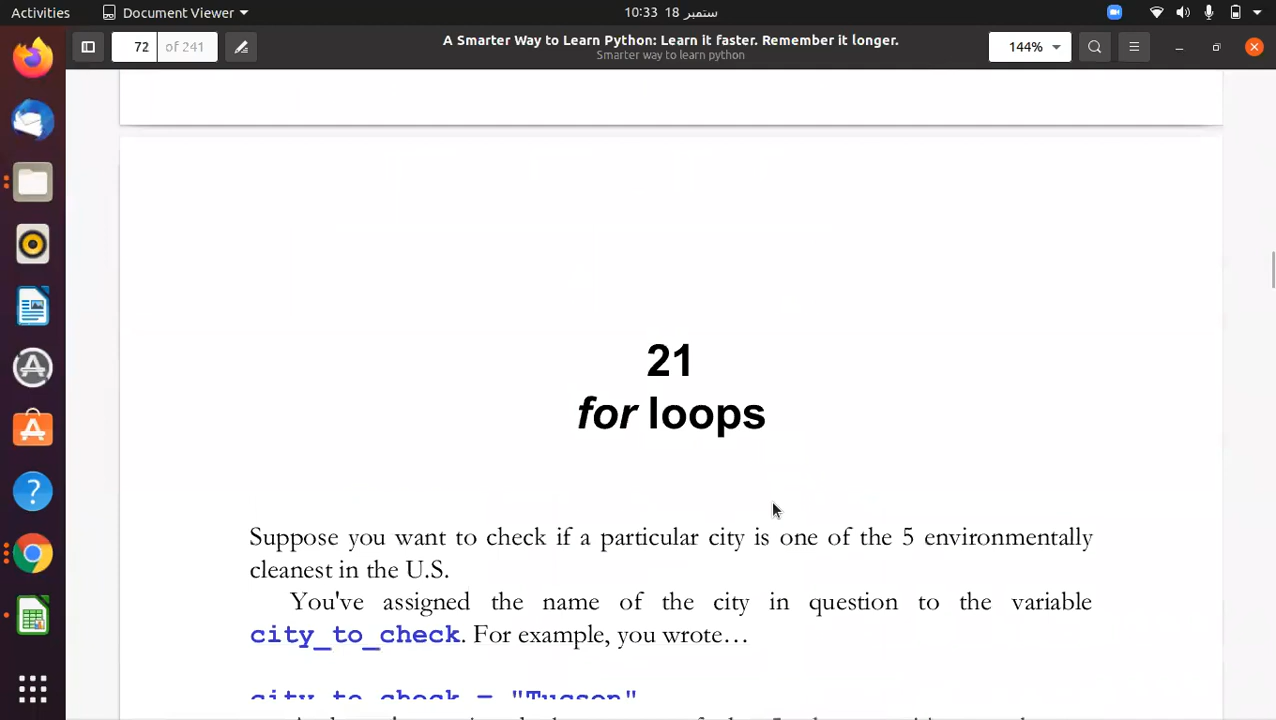 Activities
Document Viewer
10:33 18 ستمبر
72 of 241
A Smarter Way to Learn Python: Learn it faster. Remember it longer.
Smarter way to learn python
144%
21
for loops
Suppose you want to check if a particular city is one of the 5 environmentally
cleanest in the U.S.
You've assigned the name of the city in question to the variable
city_to_check. For example, you wrote…
city_to_check = "Tucson"